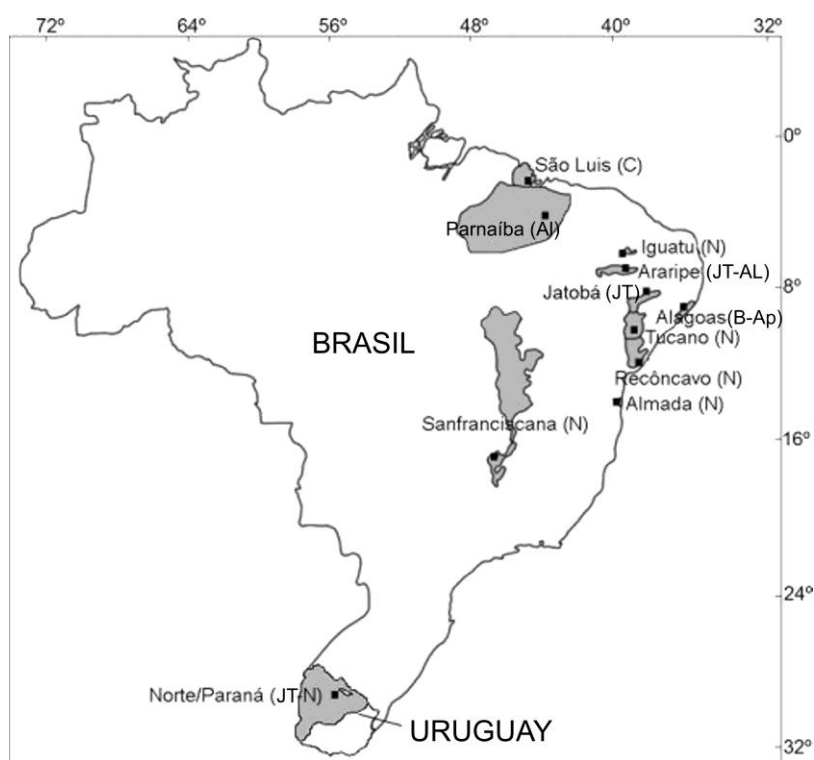 72º 64º 56º 48º 40º 32º
0º
São Luis (C)
Parnaíba (Al)
Iguatu (N)
Araripe (JT-AL)
8º
Jatobá (JT)
Alagoas(B-Ap)
Tucano (N)
BRASIL
Recôncavo (N)
Almada (N)
Sanfranciscana (N)
16º
24º
Norte/Paraná (JT-N)
URUGUAY
32º